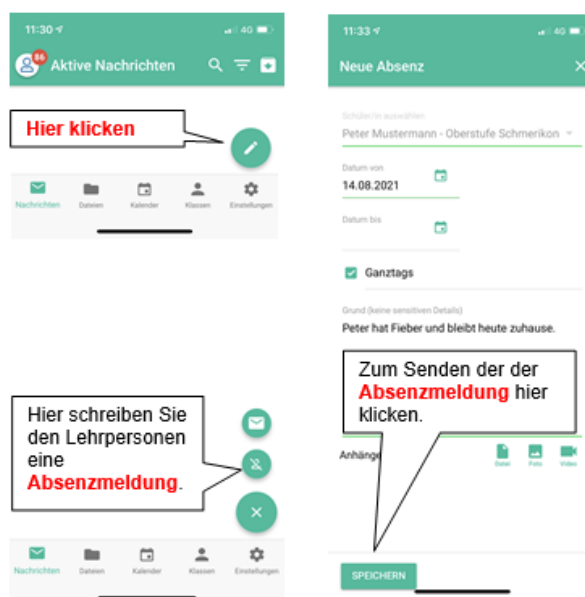 11:30
4G
86
Aktive Nachrichten
Hier klicken
Nachrichten
Dateien
Kalender
Klassen
Einstellungen
Hier schreiben Sie
den Lehrpersonen
eine
Absenzmeldung.
Nachrichten
Dateien
Kalender
Klassen
Einstellungen
11:33
4G
Neue Absenz
Schüler/in auswählen
Peter Mustermann - Oberstufe Schmerikon
Datum von
14.08.2021
Datum bis
Ganztags
Grund (keine sensitiven Details)
Peter hat Fieber und bleibt heute zuhause.
Zum Senden der der
Absenzmeldung hier
klicken.
Anhänge
Datei
Foto
Video
SPEICHERN